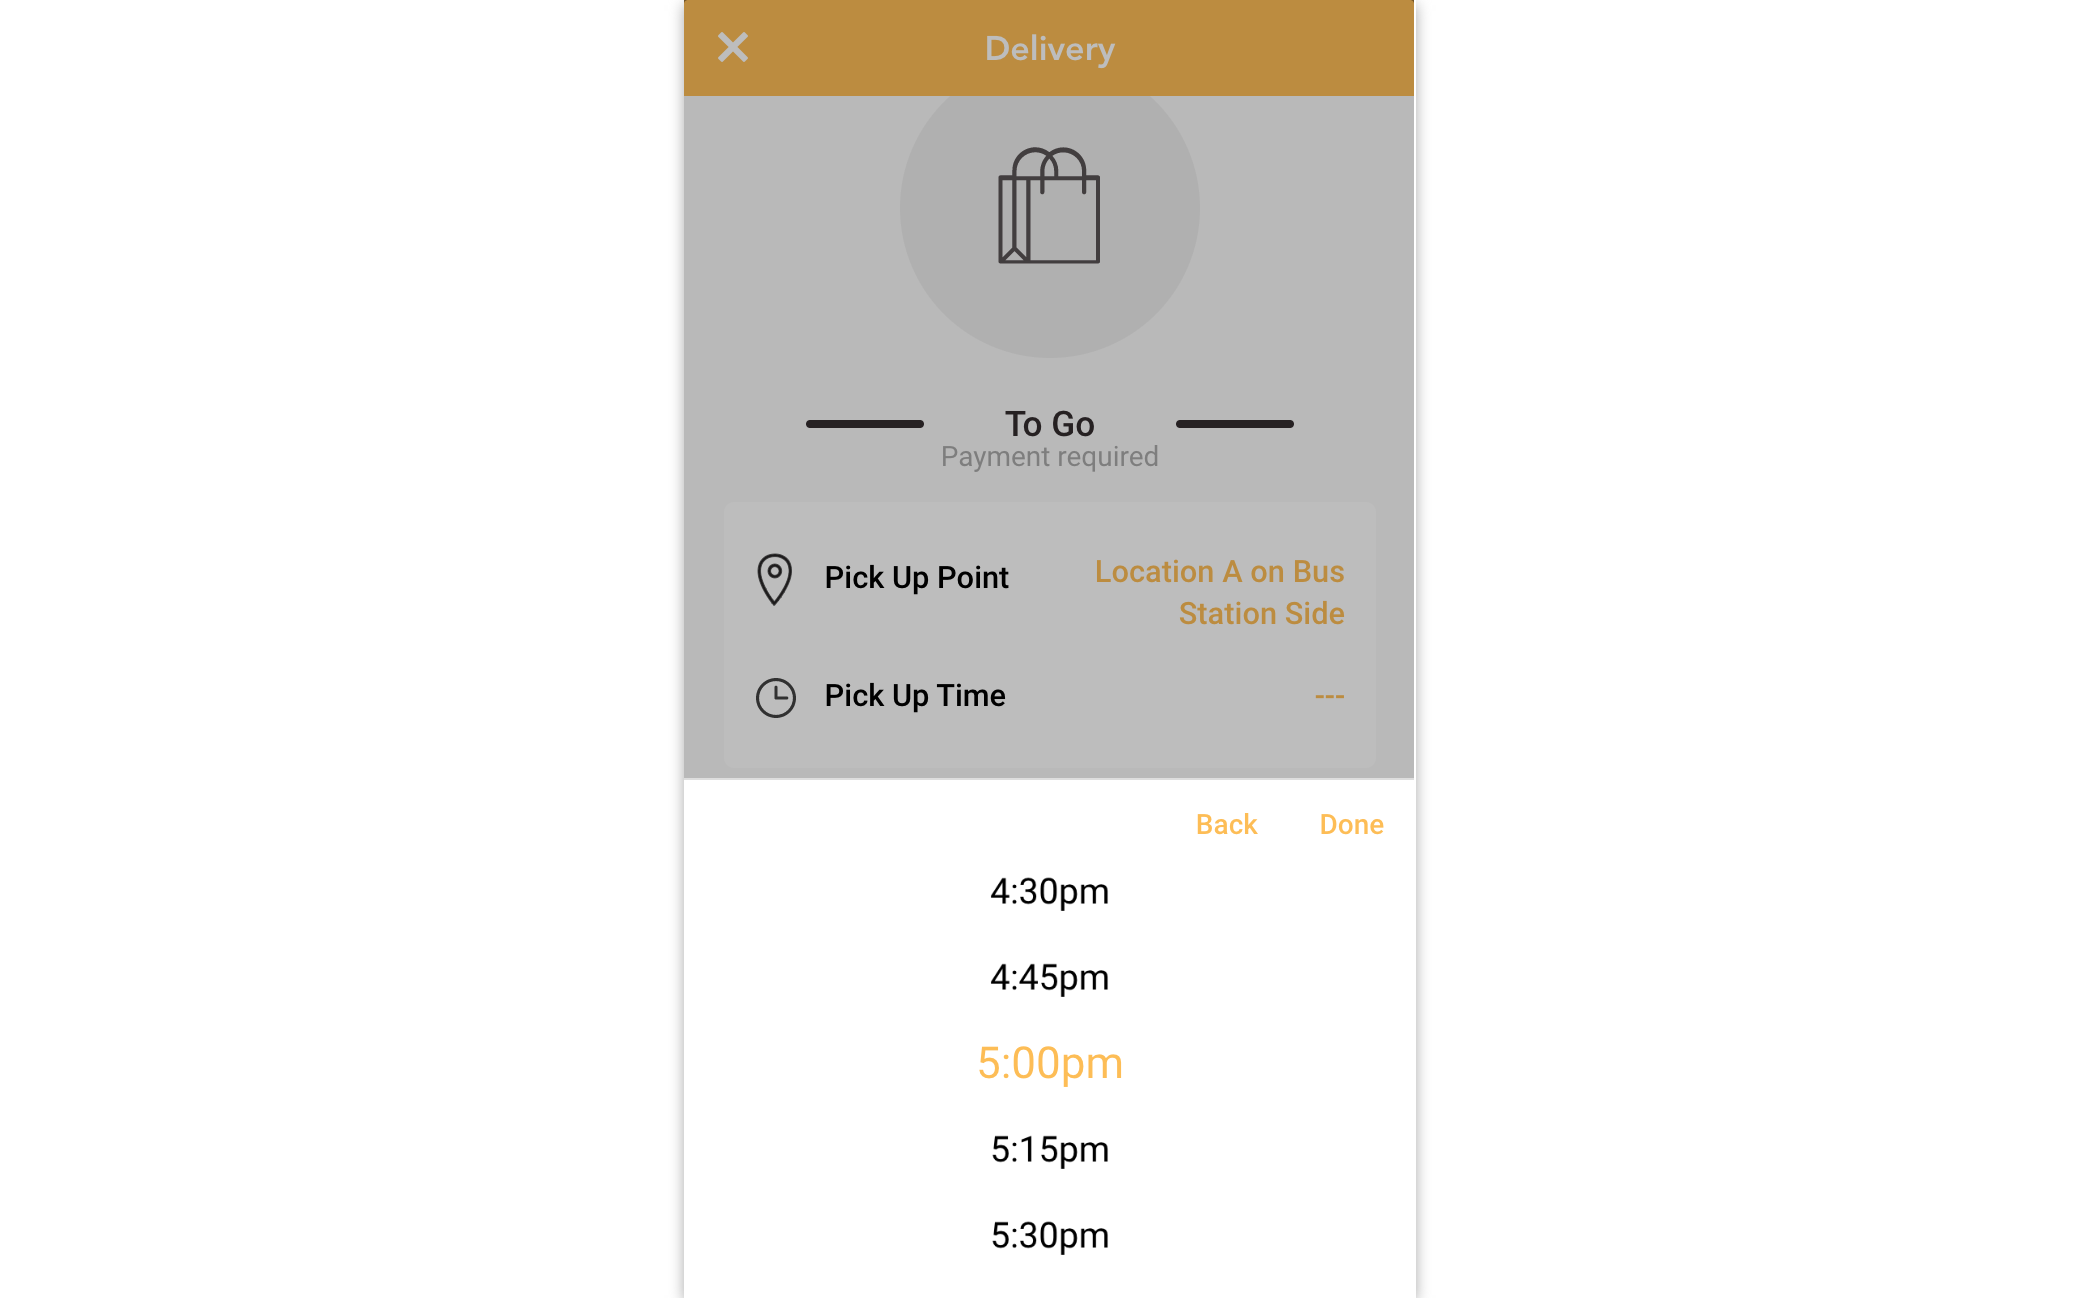 Delivery
To Go
Payment required
Pick Up Point
Location A on Bus
Station Side
Pick Up Time
---
Back
Done
4:30pm
4:45pm
5:00pm
5:15pm
5:30pm